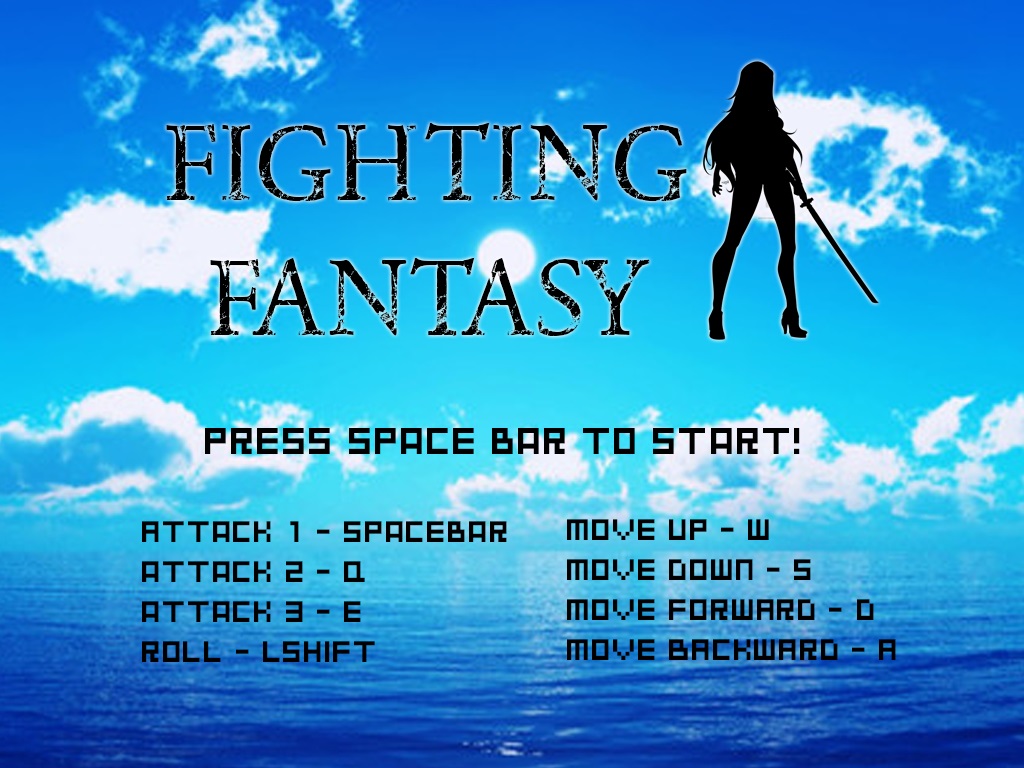 FIGHTING
FANTASY
PRESS SPACE BAR TO START!
ATTACK 1 - SPACEBAR
ATTACK 2 - Q
ATTACK 3 - E
ROLL - LSHIFT
MOVE UP - W
MOVE DOWN - S
MOVE FORWARD - D
MOVE BACKWARD - A